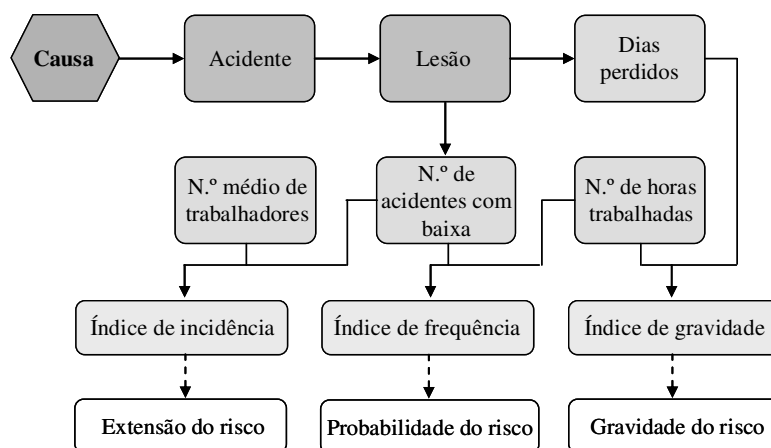 Causa
Acidente
Lesão
Dias
perdidos
N.º médio de
trabalhadores
N.º de
acidentes com
baixa
N.º de horas
trabalhadas
Índice de incidência
Índice de frequência
Índice de gravidade
Extensão do risco
Probabilidade do risco
Gravidade do risco